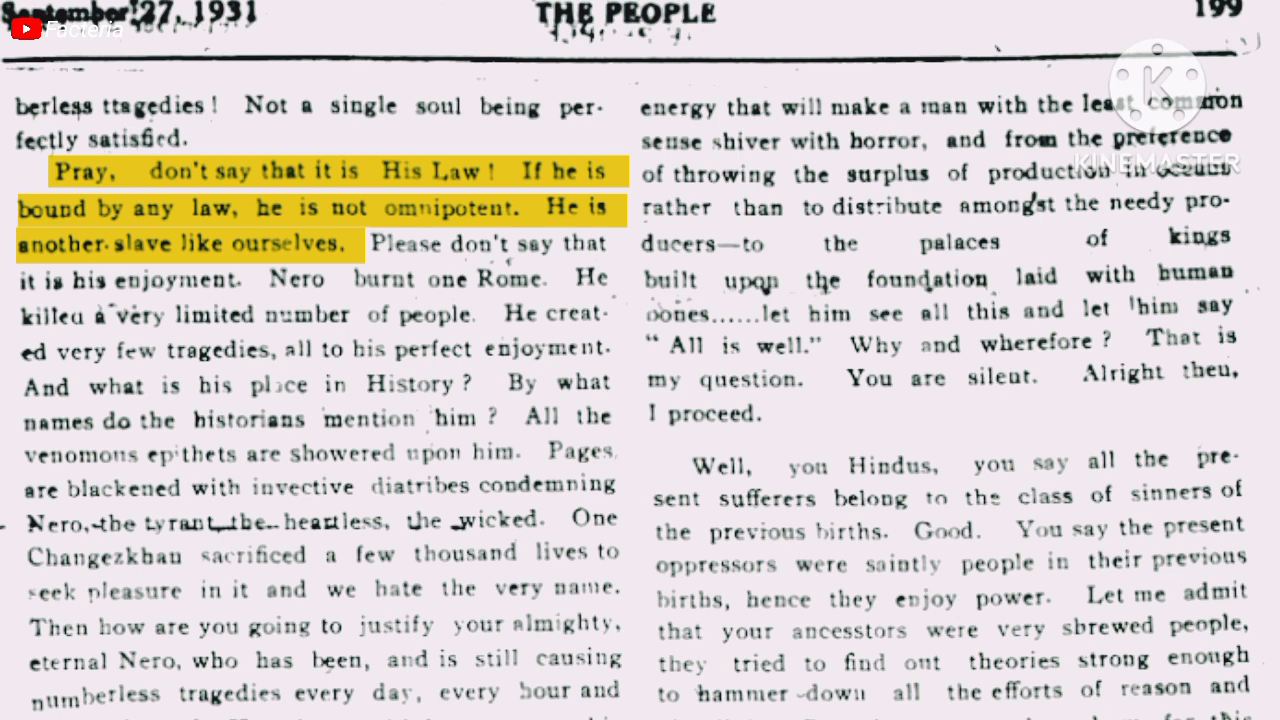 September 27, 1931
THE PEOPLE
199
Facteria
K
KINEMASTER
berless ttagedies! Not a single soul being per-
fectly satisfied.
Pray, don't say that it is His Law! If he is
bound by any law, he is not omnipotent. He is
another slave like ourselves. Please don't say that
it is his enjoyment. Nero burnt one Rome. He
killed a very limited number of people. He creat-
ed very few tragedies, all to his perfect enjoyment.
And what is his place in History? By what
names do the historians mention him? All the
venomous epithets are showered upon him. Pages
are blackened with invective diatribes condemning
Nero, the tyrant, the heartless, the wicked. One
Changezkhan sacrificed a few thousand lives to
seek pleasure in it and we hate the very name.
Then how are you going to justify your almighty,
eternal Nero, who has been, and is still causing
numberless tragedies every day, every hour and
energy that will make a man with the least common
sense shiver with horror, and from the preference
of throwing the surplus of production in oceans
rather than to distribute amongst the needy pro-
ducers—to the palaces of kings
built upon the foundation laid with human
bones......let him see all this and let him say
"All is well." Why and wherefore? That is
my question. You are silent. Alright then,
I proceed.
Well, you Hindus, you say all the pre-
sent sufferers belong to the class of sinners of
the previous births. Good. You say the present
oppressors were saintly people in their previous
births, hence they enjoy power. Let me admit
that your ancesstors were very shrewed people,
they tried to find out theories strong enough
to hammer down all the efforts of reason and